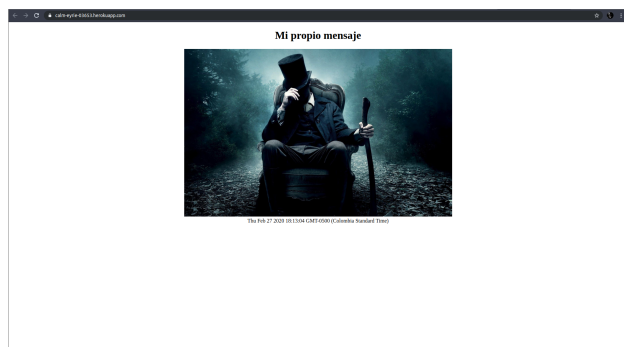 calm-eyrie-03653.herokuapp.com
Mi propio mensaje
Thu Feb 27 2020 18:13:04 GMT-0500 (Colombia Standard Time)